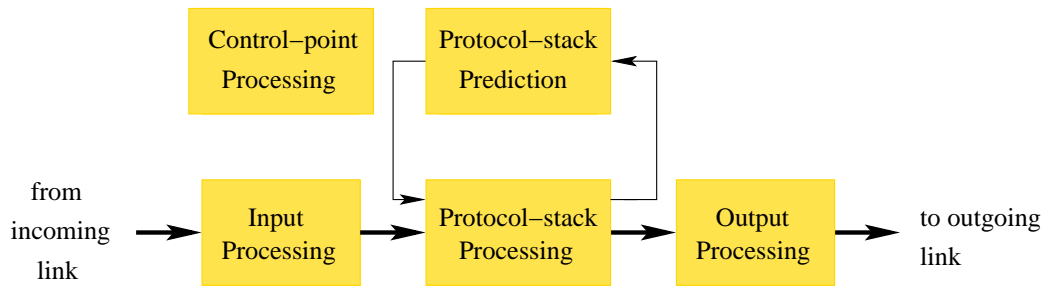 Control−point
Processing
Protocol−stack
Prediction
from
incoming
link
Input
Processing
Protocol−stack
Processing
Output
Processing
to outgoing
link